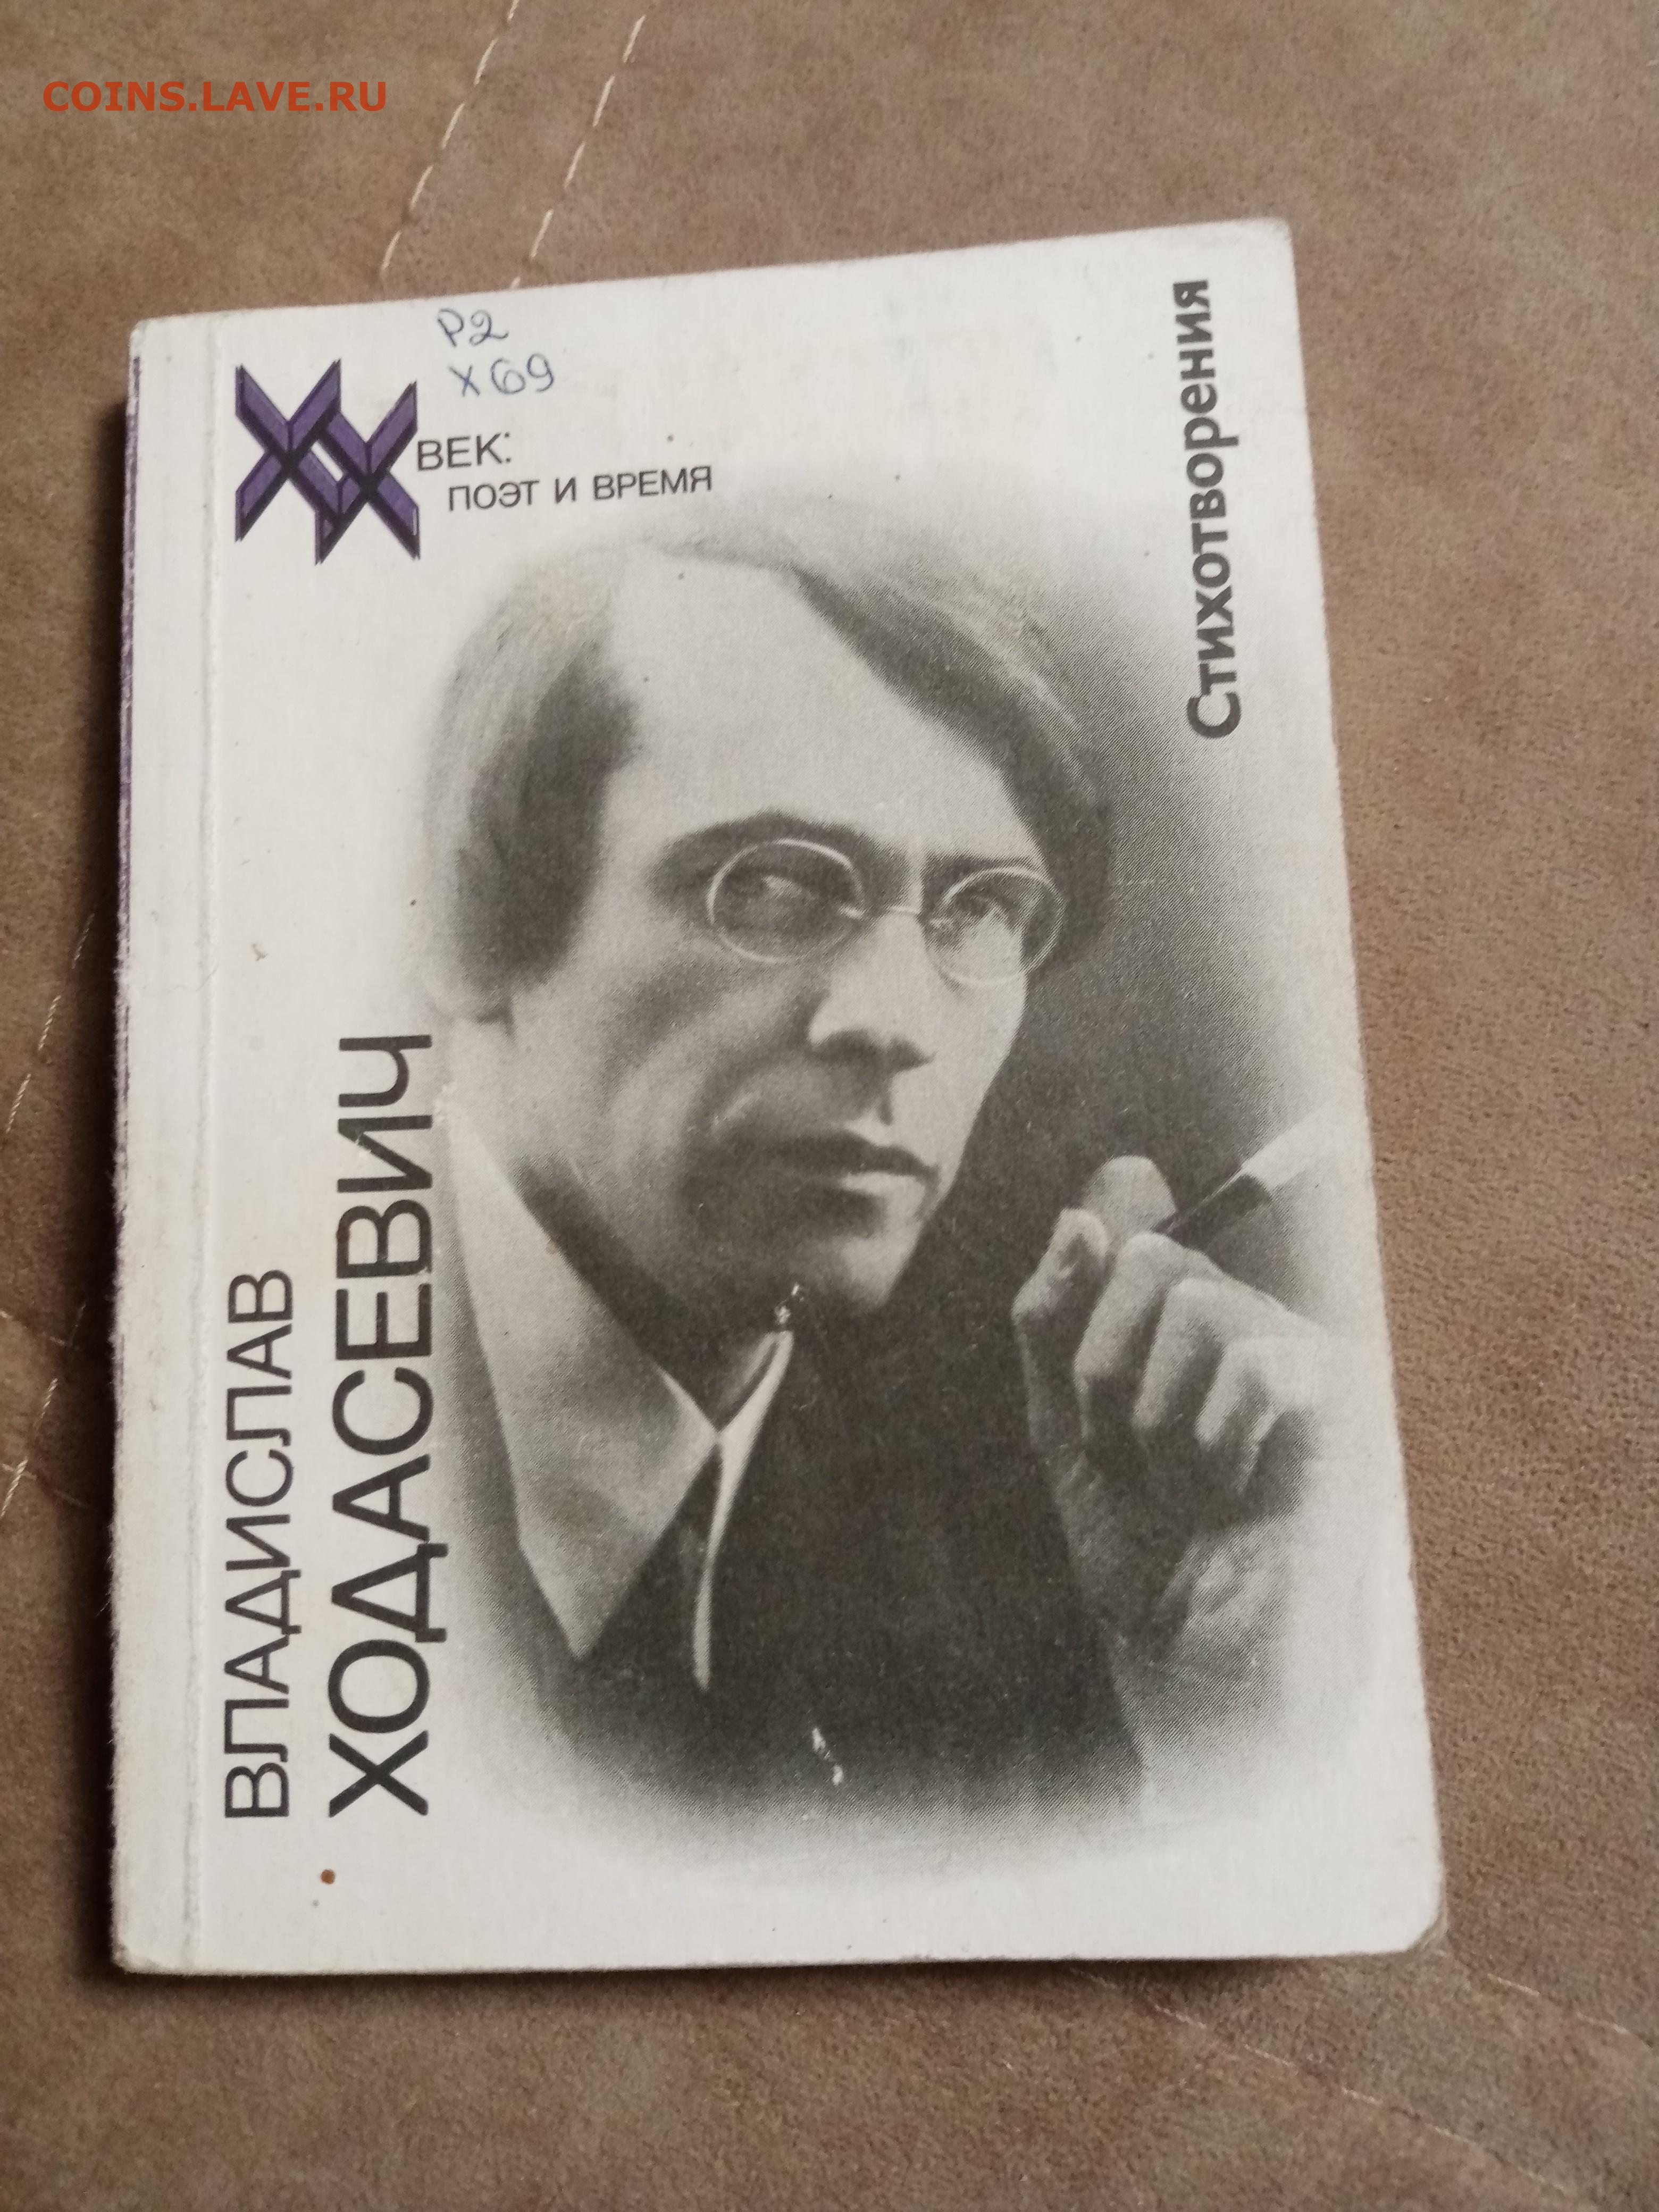 COINS.LAVE.RU
Р2
Х69
XX ВЕК:
ПОЭТ И ВРЕМЯ
Стихотворения
ВЛАДИСЛАВ
ХОДАСЕВИЧ